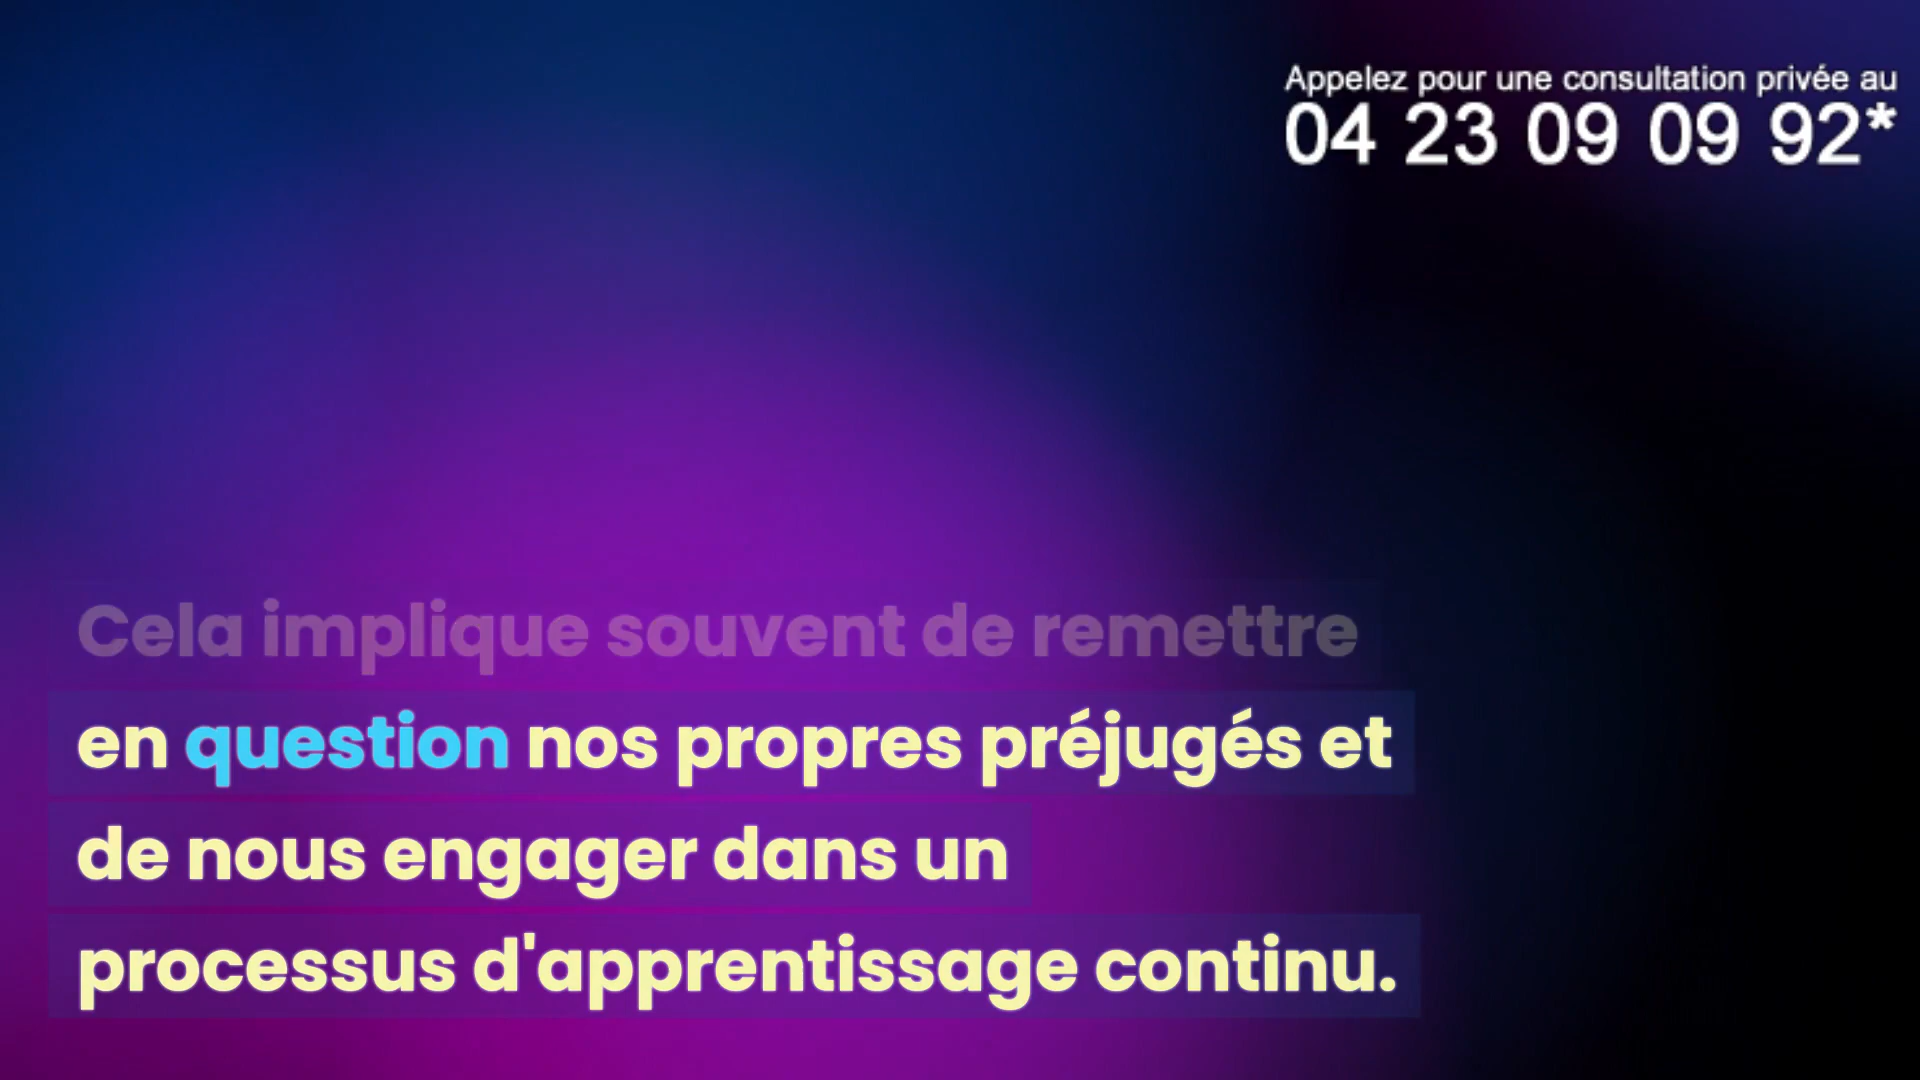 Appelez pour une consultation privée au
04 23 09 09 92*
Cela implique souvent de remettre
en question nos propres préjugés et
de nous engager dans un
processus d'apprentissage continu.